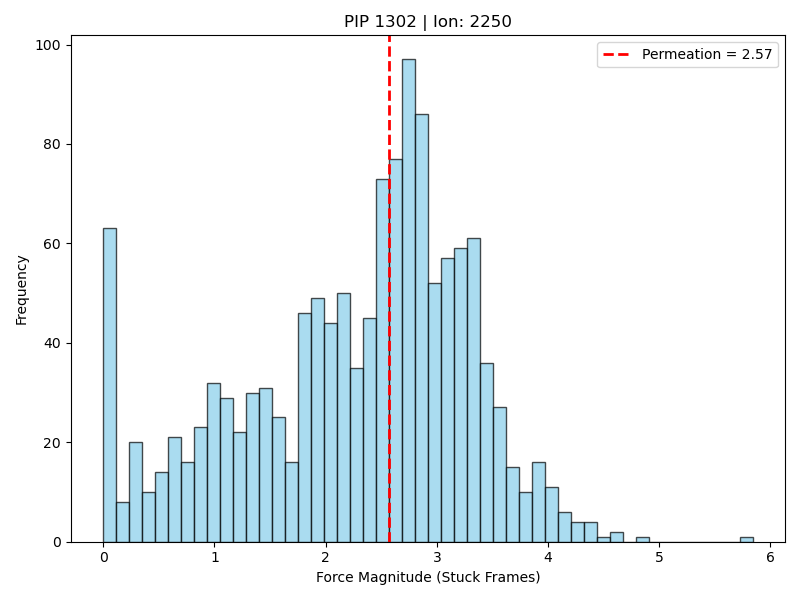 PIP 1302 | Ion: 2250
Permeation = 2.57
Frequency
100
80
60
40
20
0
0 1 2 3 4 5 6
Force Magnitude (Stuck Frames)